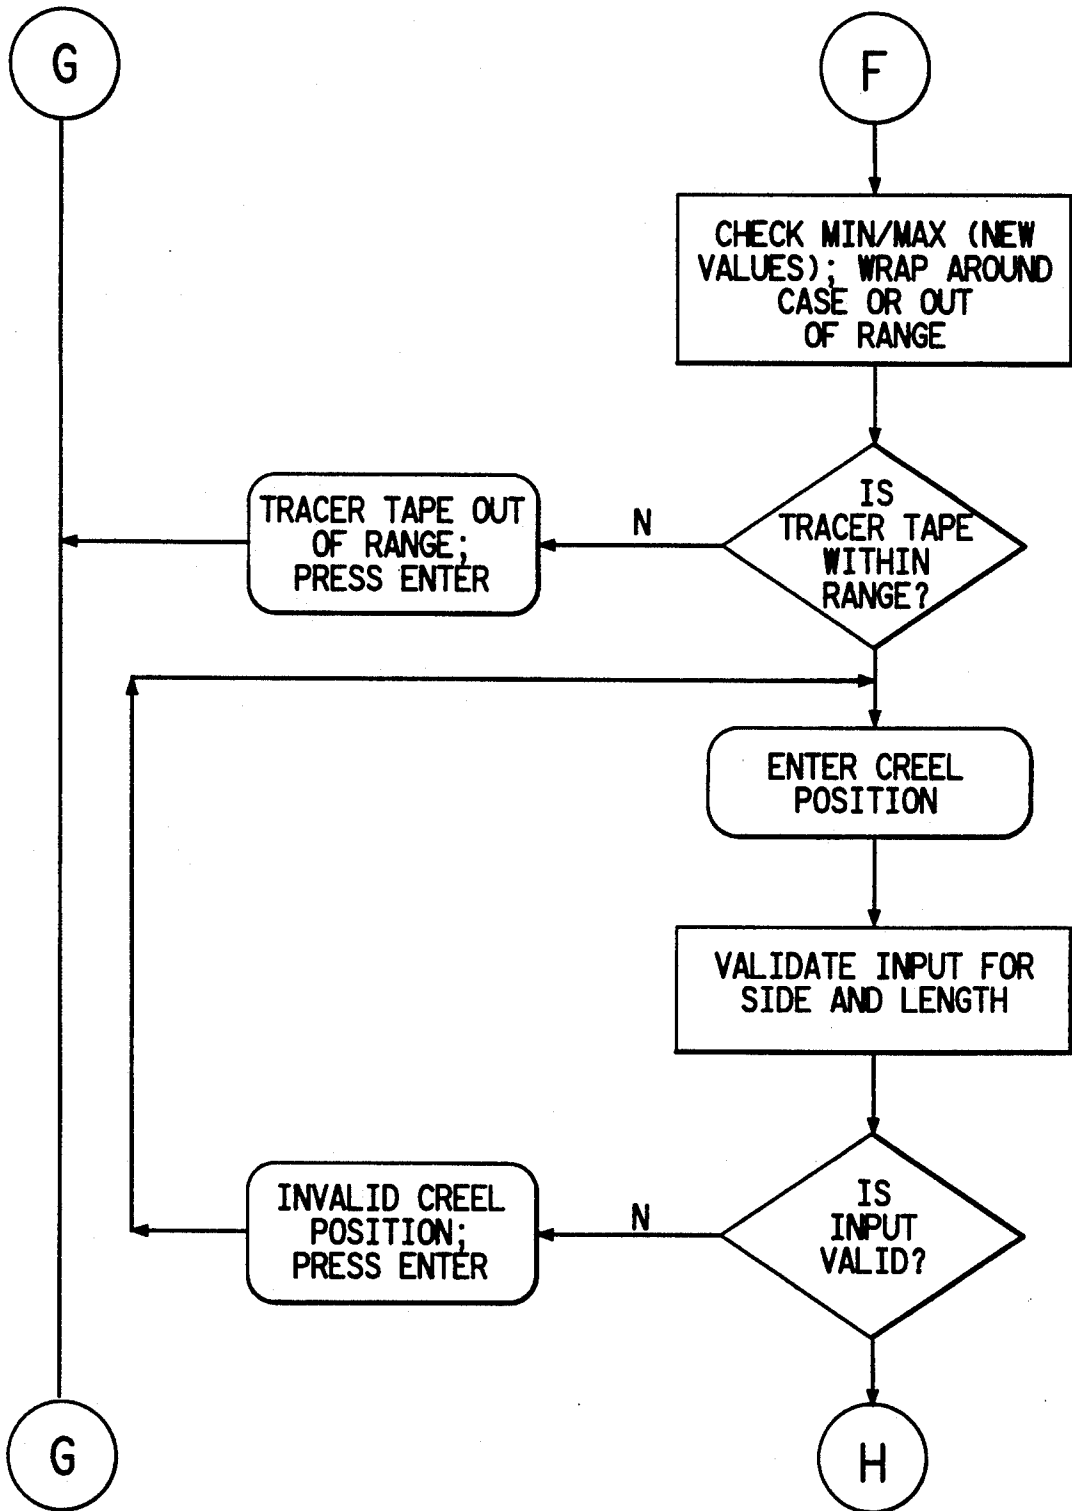 G
F
CHECK MIN/MAX (NEW
VALUES); WRAP AROUND
CASE OR OUT
OF RANGE
IS
TRACER TAPE
WITHIN
RANGE?
N
TRACER TAPE OUT
OF RANGE;
PRESS ENTER
ENTER CREEL
POSITION
VALIDATE INPUT FOR
SIDE AND LENGTH
IS
INPUT
VALID?
N
INVALID CREEL
POSITION;
PRESS ENTER
G
H